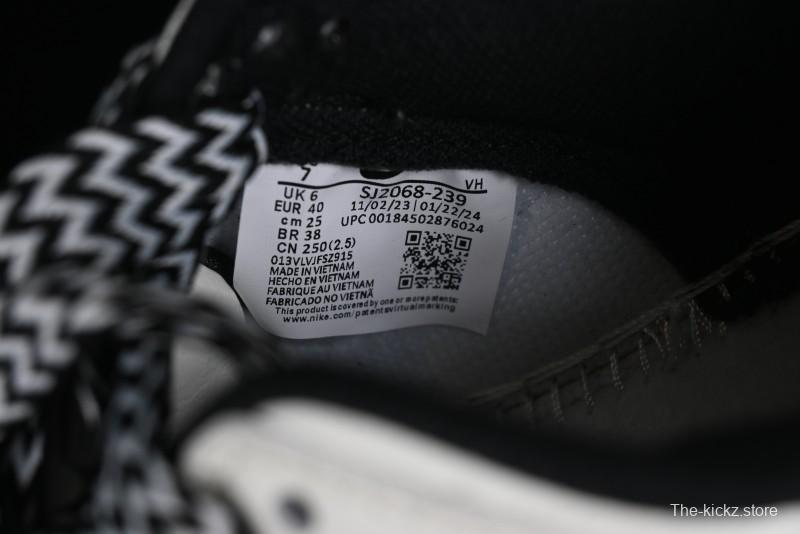 7
VH
UK 6
SJ2068-239
EUR 40
11/02/23 | 01/22/24
cm 25
UPC 00184502876024
BR 38
CN 250(2.5)
013VLVJFSZ915
MADE IN VIETNAM
HECHO EN VIETNAM
FABRIQUE AU VIETNAM
FABRICADO NO VIETNÃ
This product is covered by one or more patents:
www.nike.com/patentsvirtualmarking
The-kickz.store